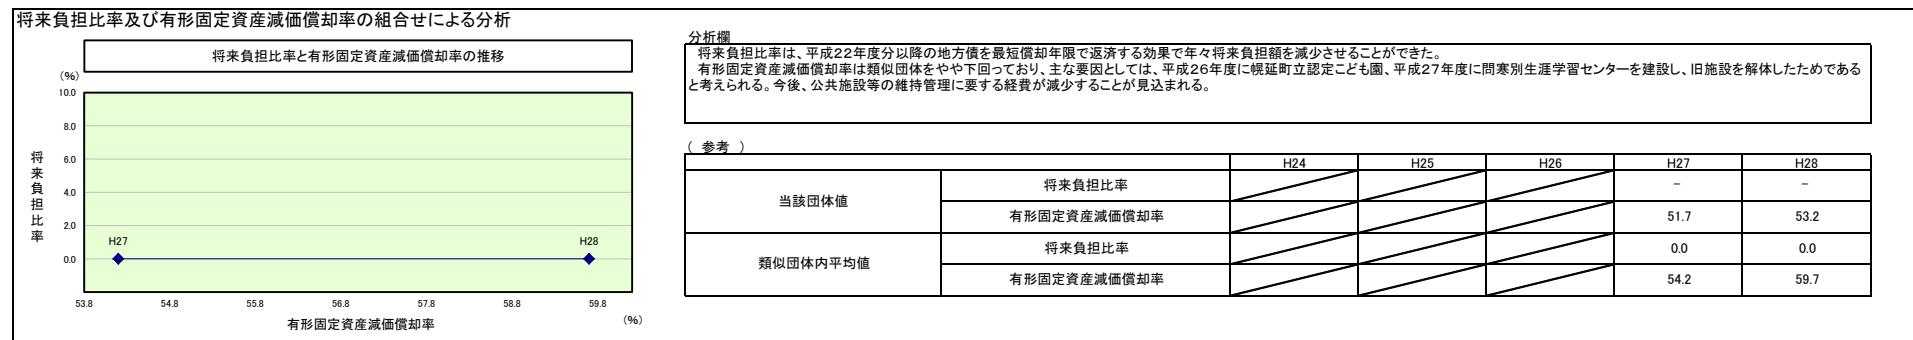 将来負担比率及び有形固定資産減価償却率の組合せによる分析
将来負担比率と有形固定資産減価償却率の推移
(%)
10.0
8.0
6.0
4.0
2.0
0.0
将来負担比率
H27
H28
53.8 54.8 55.8 56.8 57.8 58.8 59.8
有形固定資産減価償却率
(%)
分析欄
将来負担比率は、平成22年度分以降の地方債を最短償却年限で返済する効果で年々将来負担額を減少させることができた。
有形固定資産減価償却率は類似団体をやや下回っており、主な要因としては、平成26年度に幌延町立認定こども園、平成27年度に問寒別生涯学習センターを建設し、旧施設を解体したためである
と考えられる。今後、公共施設等の維持管理に要する経費が減少することが見込まれる。
( 参考 )
H24 H25 H26 H27 H28
当該団体値
将来負担比率 － －
有形固定資産減価償却率 51.7 53.2
類似団体内平均値
将来負担比率 0.0 0.0
有形固定資産減価償却率 54.2 59.7